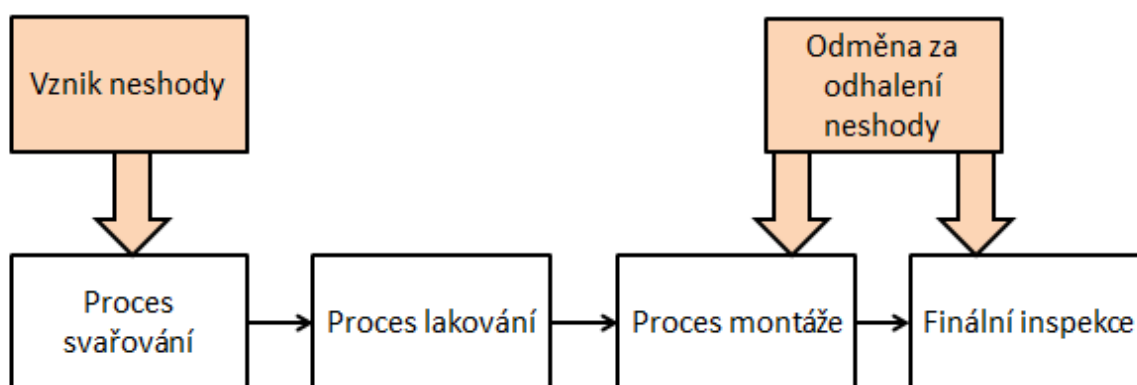 Vznik neshody
Odměna za
odhalení
neshody
Proces
svařování
Proces lakování
Proces montáže
Finální inspekce